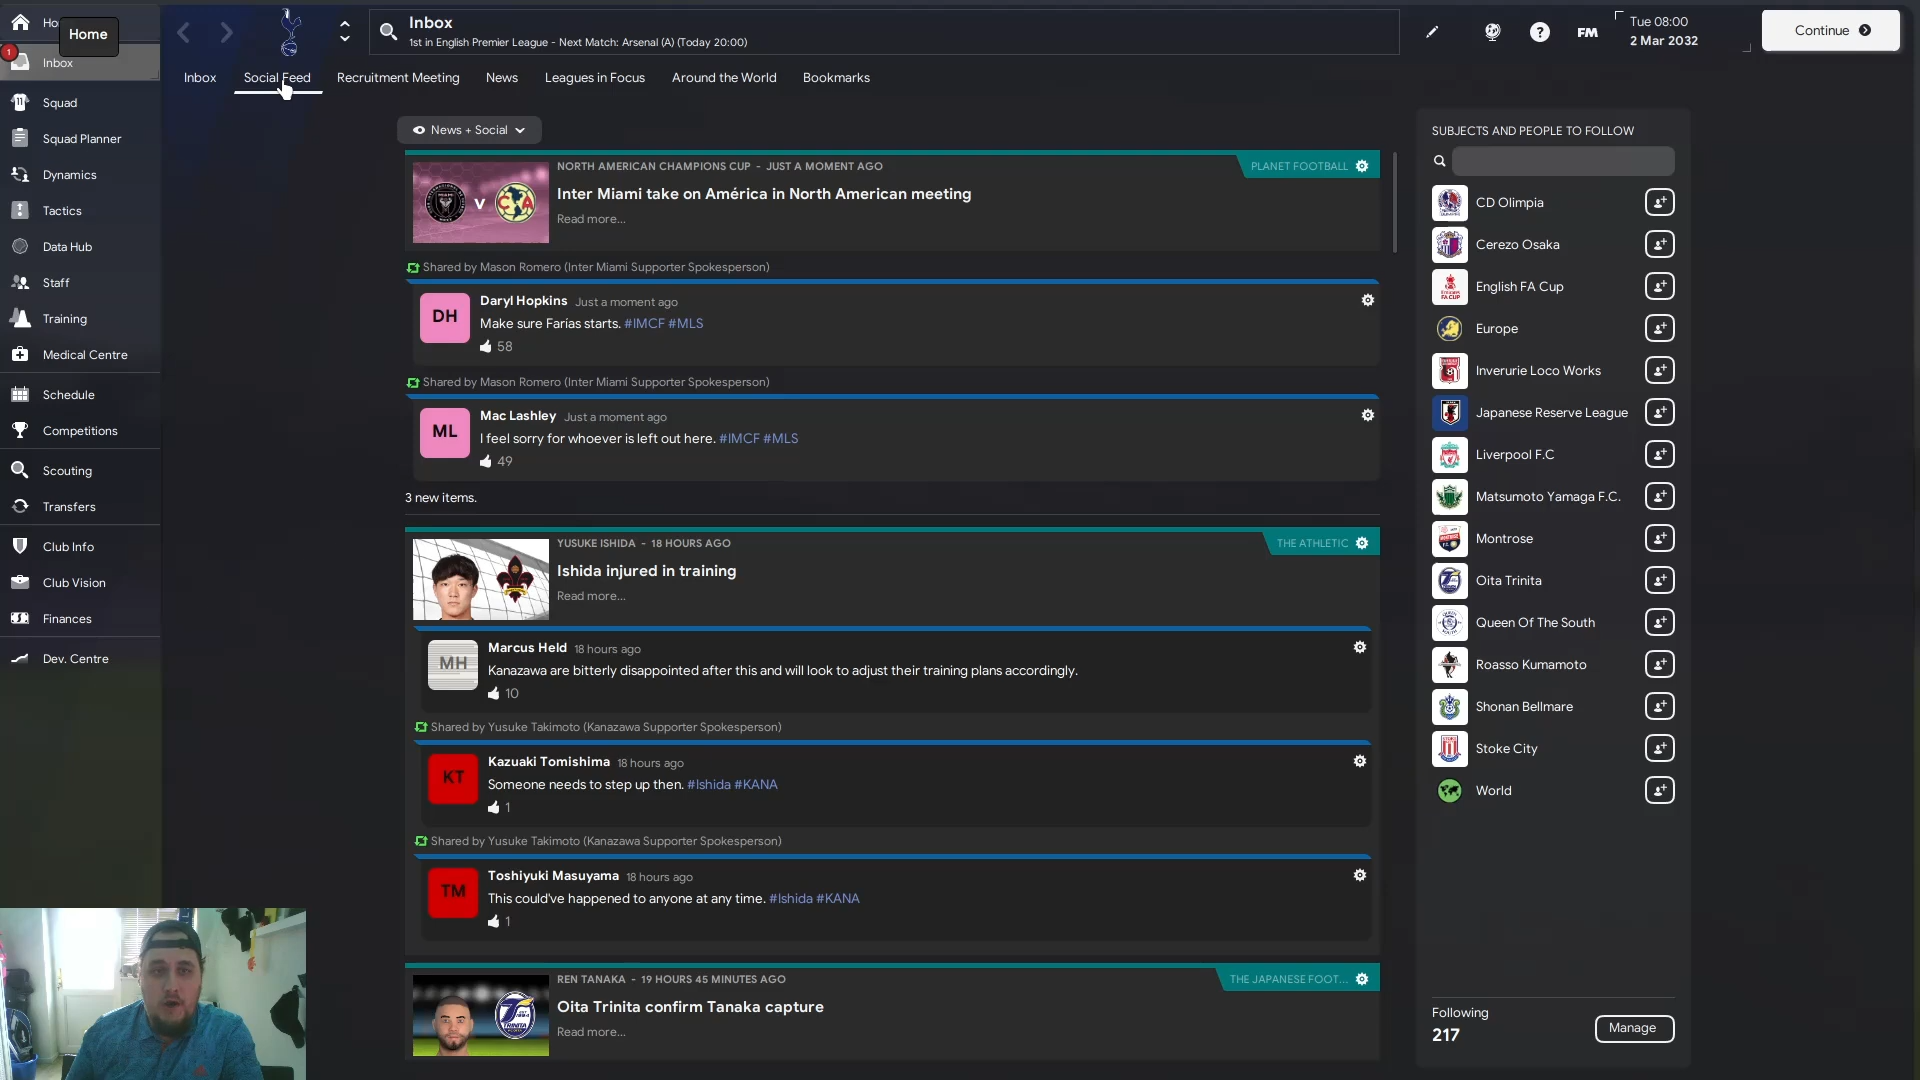 Ho
Home
1
Inbox
Squad
Squad Planner
Dynamics
Tactics
Data Hub
Staff
Training
Medical Centre
Schedule
Competitions
Scouting
Transfers
Club Info
Club Vision
Finances
Dev. Centre
Inbox
1st in English Premier League - Next Match: Arsenal (A) (Today 20:00)
FM
Tue 08:00
2 Mar 2032
Continue
Inbox Social Feed Recruitment Meeting News Leagues in Focus Around the World Bookmarks
News + Social
NORTH AMERICAN CHAMPIONS CUP - JUST A MOMENT AGO
PLANET FOOTBALL
V
Inter Miami take on América in North American meeting
Read more...
Shared by Mason Romero (Inter Miami Supporter Spokesperson)
DH
Daryl Hopkins Just a moment ago
Make sure Farías starts. #IMCF #MLS
58
Shared by Mason Romero (Inter Miami Supporter Spokesperson)
ML
Mac Lashley Just a moment ago
I feel sorry for whoever is left out here. #IMCF #MLS
49
3 new items.
YUSUKE ISHIDA - 18 HOURS AGO
THE ATHLETIC
Ishida injured in training
Read more...
MH
Marcus Held 18 hours ago
Kanazawa are bitterly disappointed after this and will look to adjust their training plans accordingly.
10
Shared by Yusuke Takimoto (Kanazawa Supporter Spokesperson)
KT
Kazuaki Tomishima 18 hours ago
Someone needs to step up then. #Ishida #KANA
1
Shared by Yusuke Takimoto (Kanazawa Supporter Spokesperson)
TM
Toshiyuki Masuyama 18 hours ago
This could've happened to anyone at any time. #Ishida #KANA
1
REN TANAKA - 19 HOURS 45 MINUTES AGO
THE JAPANESE FOOT...
Oita Trinita confirm Tanaka capture
Read more...
SUBJECTS AND PEOPLE TO FOLLOW
CD Olimpia
Cerezo Osaka
English FA Cup
Europe
Inverurie Loco Works
Japanese Reserve League
Liverpool F.C
Matsumoto Yamaga F.C.
Montrose
Oita Trinita
Queen Of The South
Roasso Kumamoto
Shonan Bellmare
Stoke City
World
Following
217
Manage